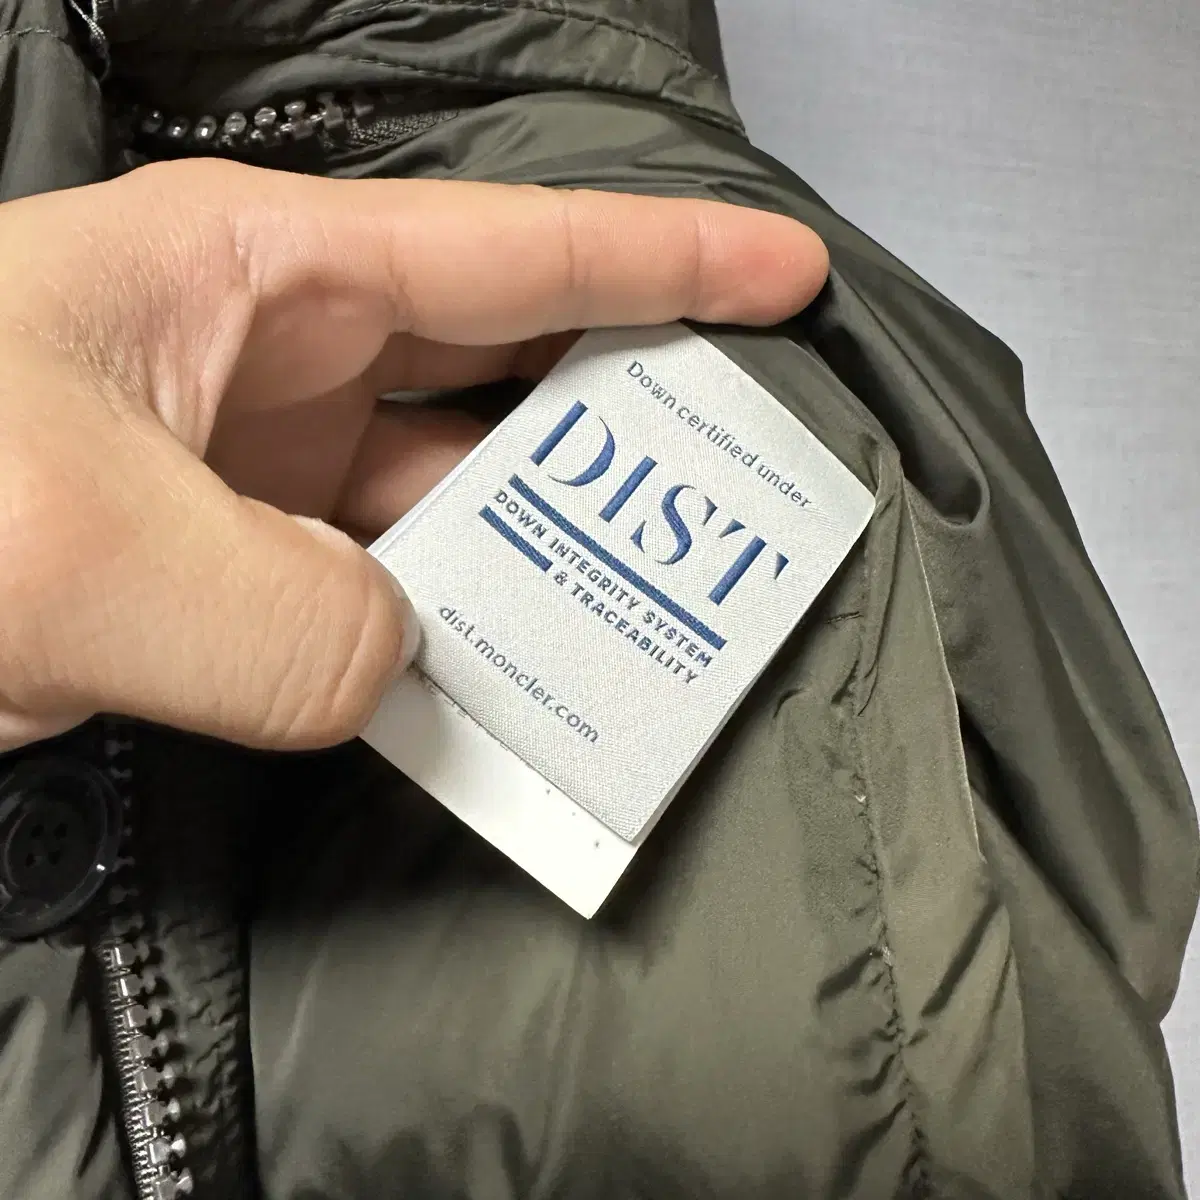 Down certified under
DIST
DOWN INTEGRITY SYSTEM
& TRACEABILITY
dist.moncler.com